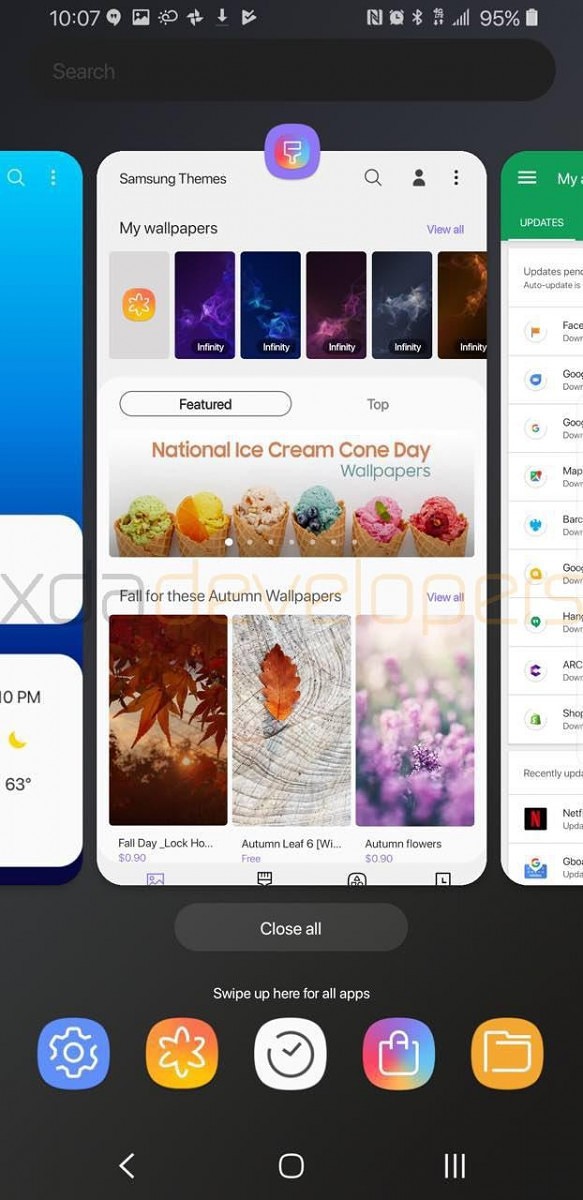 10:07
95%
Search
Samsung Themes
My wallpapers
View all
Infinity
Infinity
Infinity
Infinity
Infinity
Featured
Top
National Ice Cream Cone Day
Wallpapers
xdadevelopers
Fall for these Autumn Wallpapers
View all
Fall Day _Lock Ho...
$0.90
Autumn Leaf 6 [Wi...
Free
Autumn flowers
$0.90
0 PM
63°
My a
UPDATES
Updates pend
Auto-update is
Face
Down
Goog
Down
Goog
Down
Map
Down
Barc
Down
Goog
Down
Hang
Down
ARC
Down
Shop
Down
Recently upda
Netfl
Upda
Gboa
Upda
Close all
Swipe up here for all apps